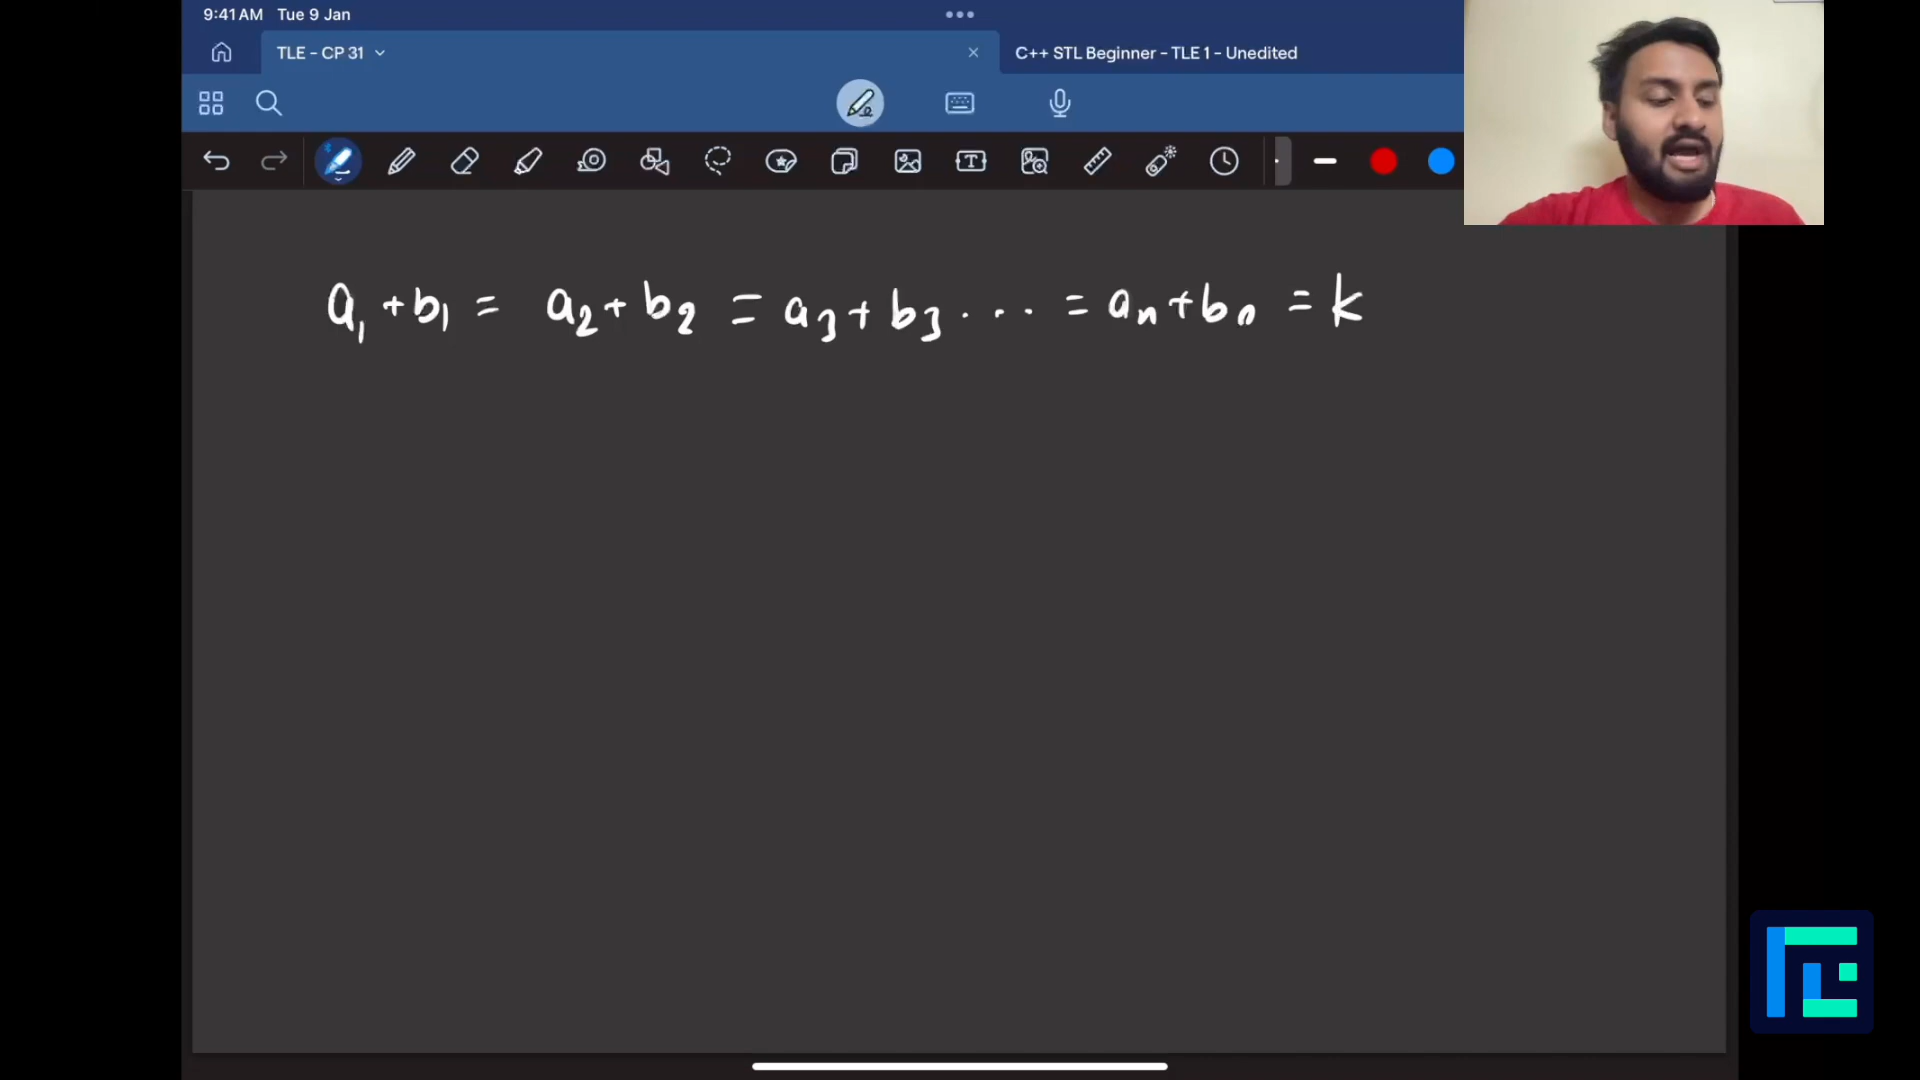 9:41 AM Tue 9 Jan
TLE - CP 31
C++ STL Beginner - TLE 1 - Unedited
a₁ + b₁ = a₂ + b₂ = a₃ + b₃ . . . . = aₙ + bₙ = k